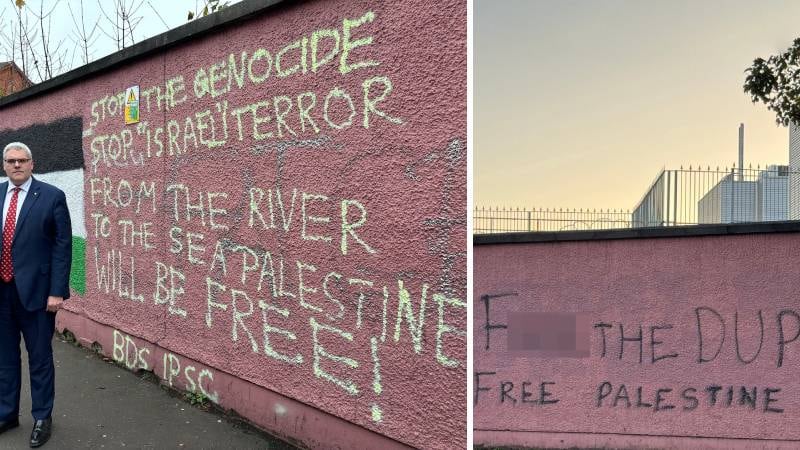 STOP THE GENOCIDE
STOP "ISRAEL" TERROR
FROM THE RIVER
TO THE SEA PALESTINE
WILL BE FREE!
BDS IPSC
F THE DUP
FREE PALESTINE